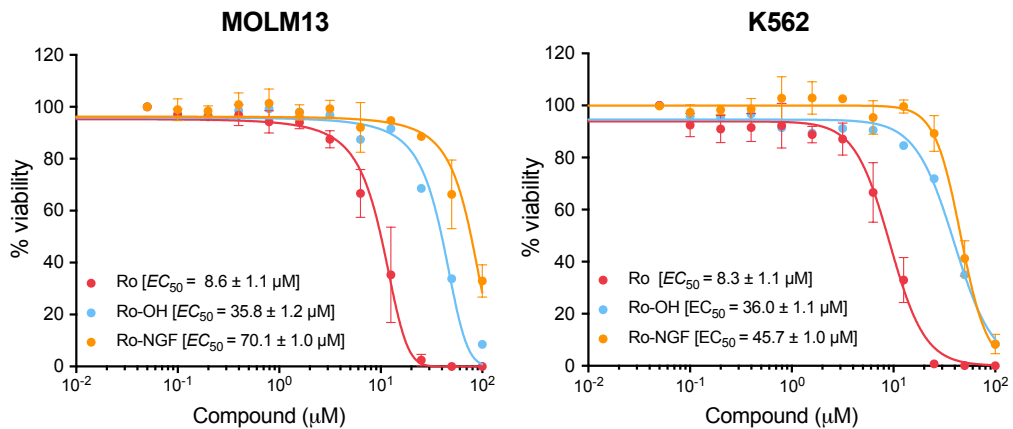 MOLM13
120
100
80
60
40
20
0
% viability
Ro [EC50 = 8.6 ± 1.1 µM]
Ro-OH [EC50 = 35.8 ± 1.2 µM]
Ro-NGF [EC50 = 70.1 ± 1.0 µM]
10-2 10-1 100 101 102
Compound (µM)
K562
120
100
80
60
40
20
0
% viability
Ro [EC50 = 8.3 ± 1.1 µM]
Ro-OH [EC50 = 36.0 ± 1.1 µM]
Ro-NGF [EC50 = 45.7 ± 1.0 µM]
10-2 10-1 100 101 102
Compound (µM)